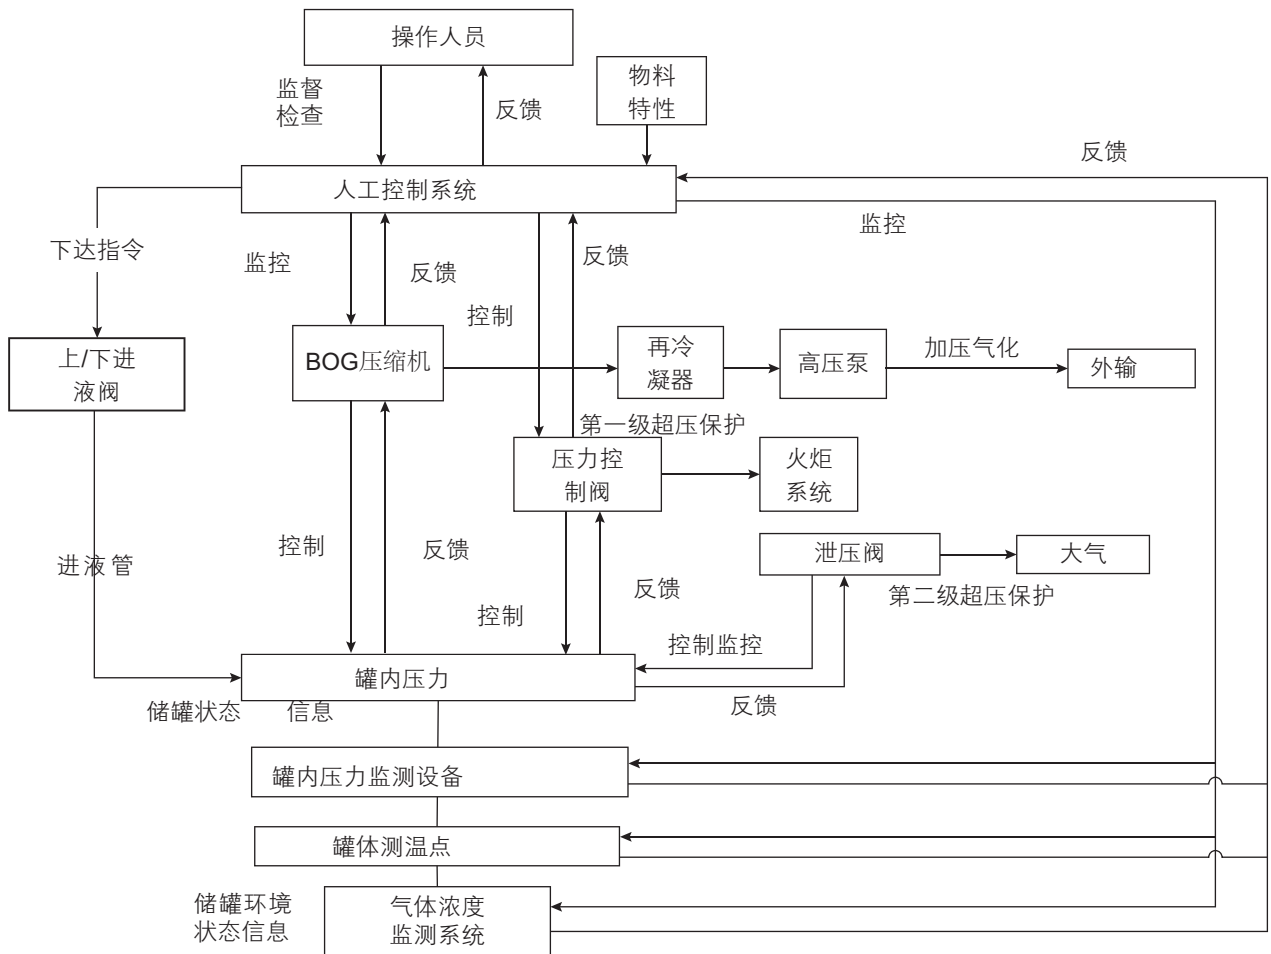 操作人员
监督
检查
反馈
物料
特性
反馈
人工控制系统
监控
下达指令
监控
反馈
控制
反馈
上/下进
液阀
BOG压缩机
再冷
凝器
高压泵
加压气化
外输
第一级超压保护
压力控
制阀
火炬
系统
进液管
控制
反馈
控制
反馈
泄压阀
大气
第二级超压保护
控制监控
反馈
罐内压力
储罐状态 信息
罐内压力监测设备
罐体测温点
储罐环境
状态信息
气体浓度
监测系统